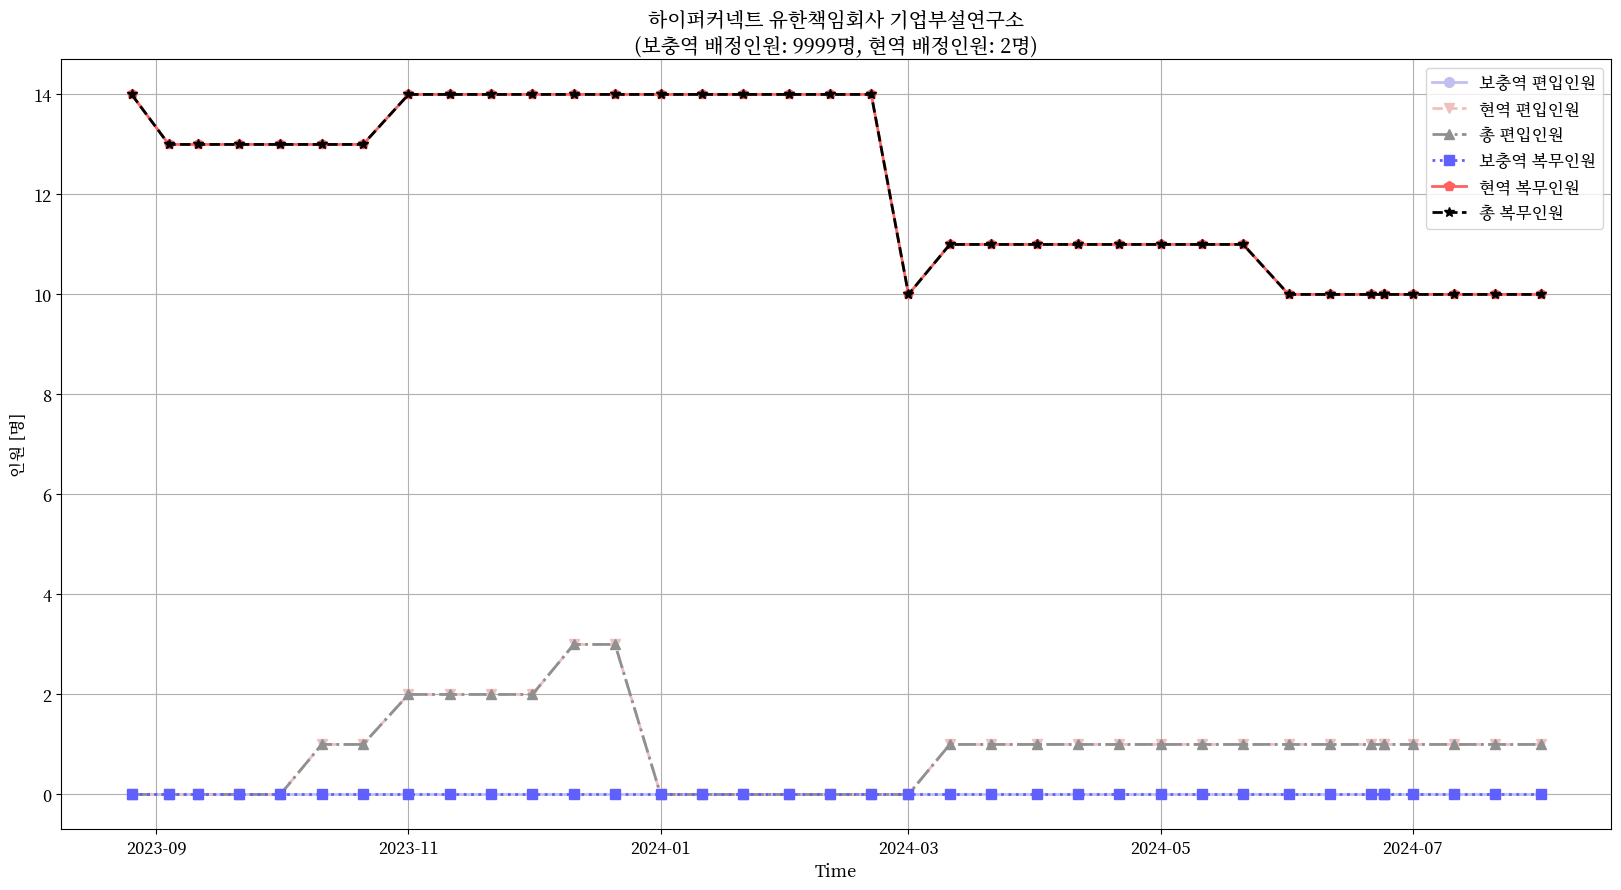 하이퍼커넥트 유한책임회사 기업부설연구소
(보충역 배정인원: 9999명, 현역 배정인원: 2명)
보충역 편입인원
현역 편입인원
총 편입인원
보충역 복무인원
현역 복무인원
총 복무인원
인원 [명]
14
12
10
8
6
4
2
0
2023-09
2023-11
2024-01
2024-03
2024-05
2024-07
Time